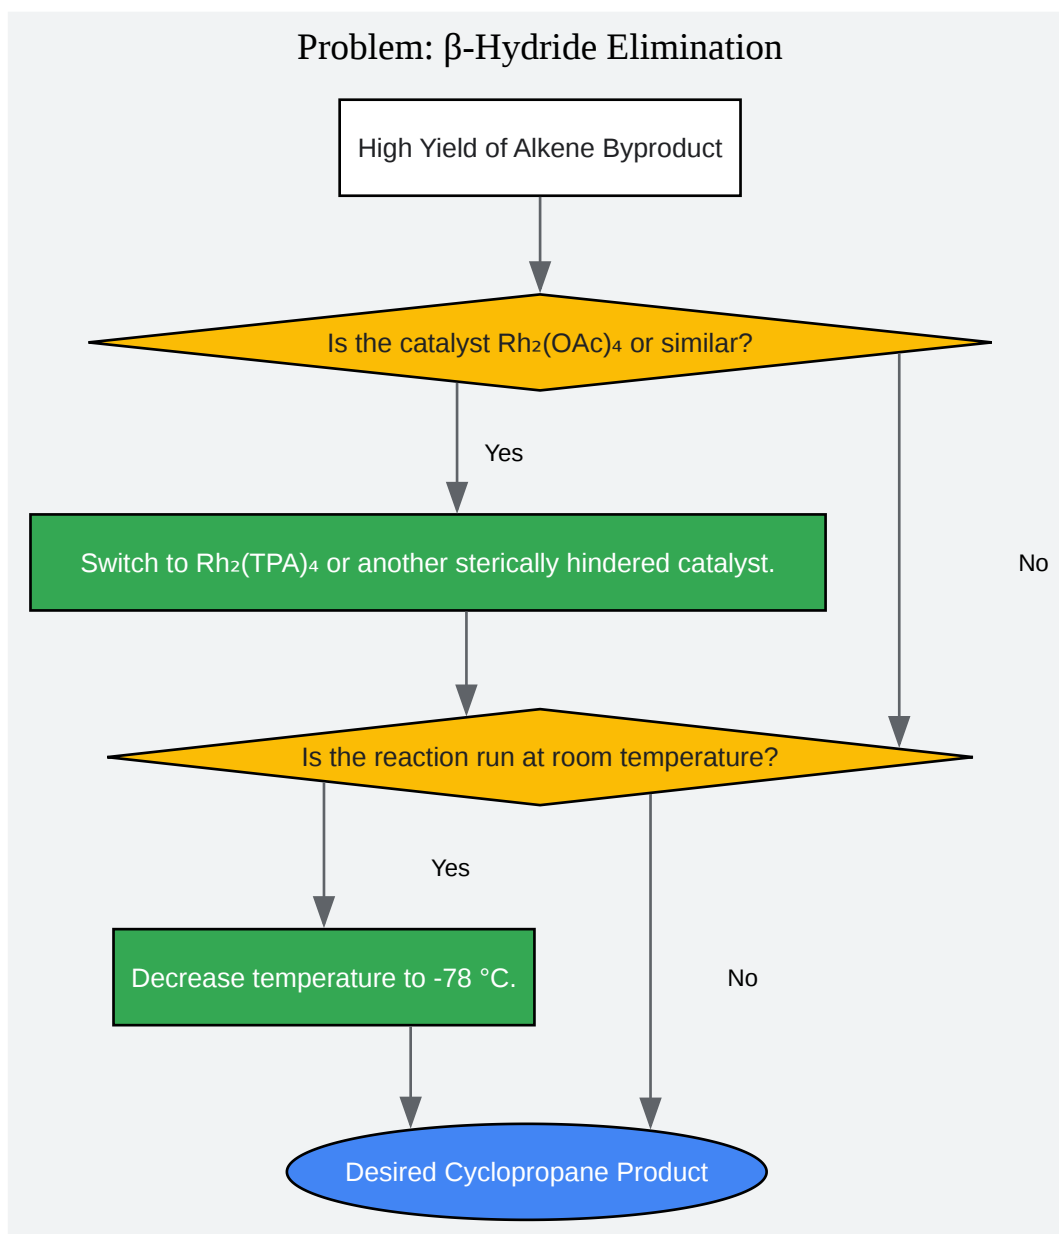 Problem: β-Hydride Elimination
High Yield of Alkene Byproduct
Is the catalyst Rh₂(OAc)₄ or similar?
Yes
Switch to Rh₂(TPA)₄ or another sterically hindered catalyst.
No
Is the reaction run at room temperature?
Yes
Decrease temperature to -78 °C.
No
Desired Cyclopropane Product